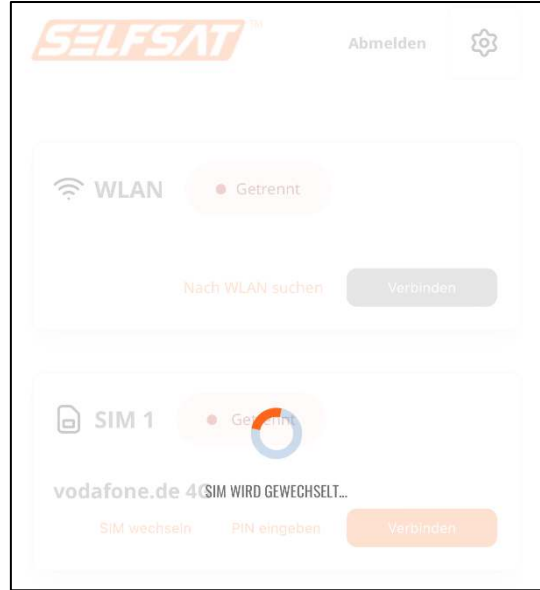 SELFSAT™
Abmelden
WLAN
Getrennt
Nach WLAN suchen
Verbinden
SIM 1
Getrennt
vodafone.de 4G
SIM WIRD GEWECHSELT...
SIM wechseln
PIN eingeben
Verbinden